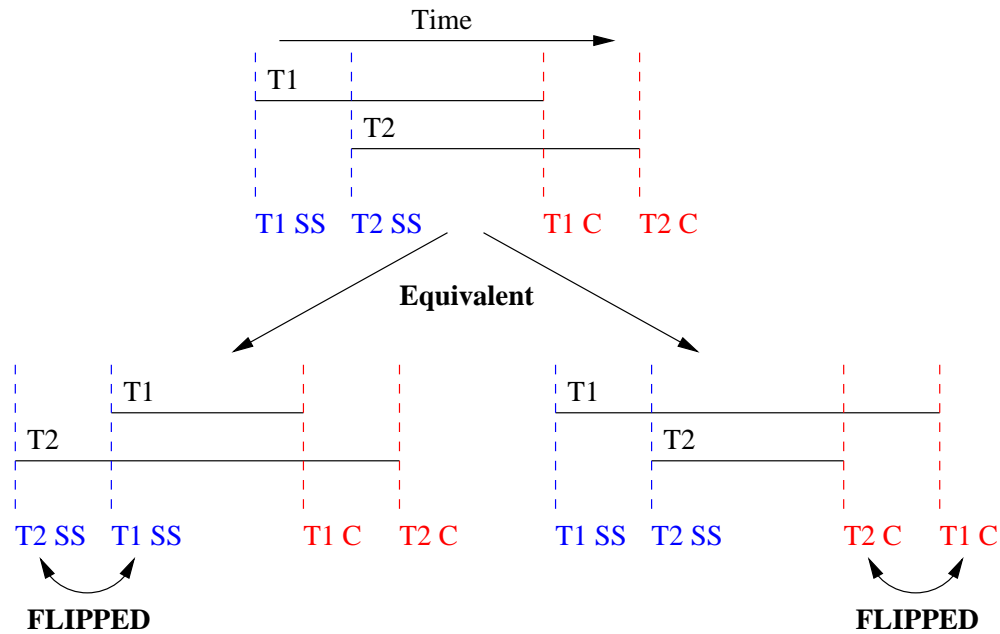 Time
T1
T2
T1 SS T2 SS T1 C T2 C
Equivalent
T1
T2
T2 SS T1 SS T1 C T2 C
FLIPPED
T1
T2
T1 SS T2 SS T2 C T1 C
FLIPPED